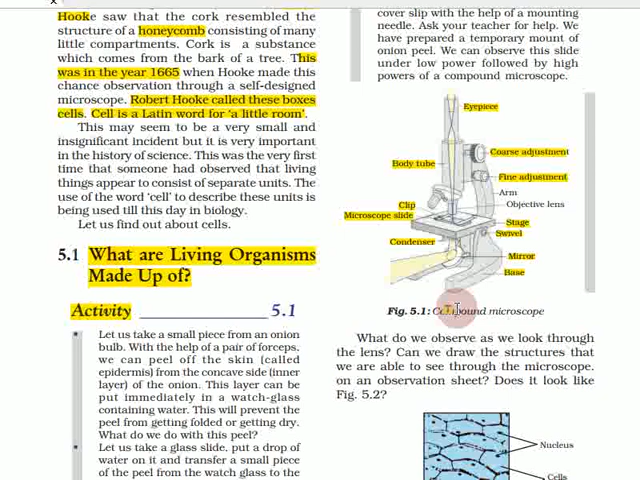 Hooke saw that the cork resembled the
structure of a honeycomb consisting of many
little compartments. Cork is a substance
which comes from the bark of a tree. This
was in the year 1665 when Hooke made this
chance observation through a self-designed
microscope. Robert Hooke called these boxes
cells. Cell is a Latin word for 'a little room'.
This may seem to be a very small and
insignificant incident but it is very important
in the history of science. This was the very first
time that someone had observed that living
things appear to consist of separate units. The
use of the word 'cell' to describe these units is
being used till this day in biology.
Let us find out about cells.
5.1 What are Living Organisms
Made Up of?
Activity 5.1
• Let us take a small piece from an onion
bulb. With the help of a pair of forceps,
we can peel off the skin (called
epidermis) from the concave side (inner
layer) of the onion. This layer can be
put immediately in a watch-glass
containing water. This will prevent the
peel from getting folded or getting dry.
What do we do with this peel?
• Let us take a glass slide, put a drop of
water on it and transfer a small piece
of the peel from the watch glass to the
cover slip with the help of a mounting
needle. Ask your teacher for help. We
have prepared a temporary mount of
onion peel. We can observe this slide
under low power followed by high
powers of a compound microscope.
Eyepiece
Coarse adjustment
Body tube
Fine adjustment
Arm
Clip
Objective lens
Microscope slide
Stage
Swivel
Condenser
Mirror
Base
Fig. 5.1: Compound microscope
What do we observe as we look through
the lens? Can we draw the structures that
we are able to see through the microscope,
on an observation sheet? Does it look like
Fig. 5.2?
Nucleus
Cells